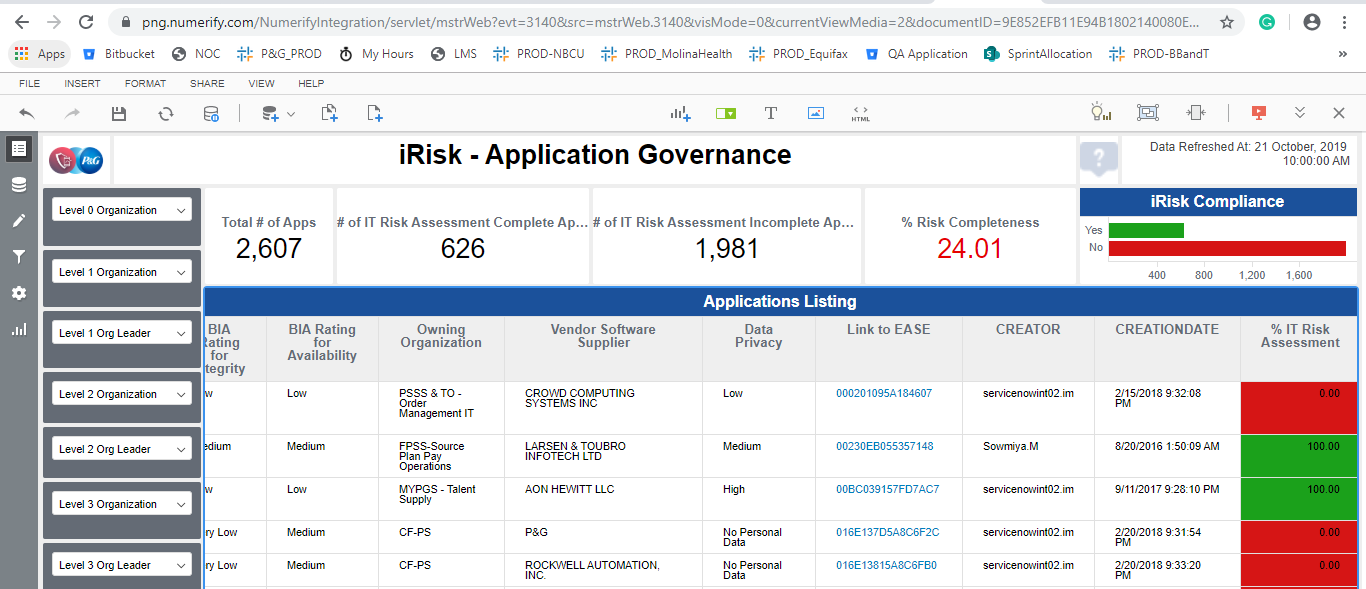 png.numerify.com/NumerifyIntegration/servlet/mstrWeb?evt=3140&src=mstrWeb.3140&visMode=0&currentViewMedia=2&documentID=9E852EFB11E94B1802140080E...
Apps Bitbucket NOC P&G_PROD My Hours LMS PROD-NBCU PROD_MolinaHealth PROD_Equifax QA Application SprintAllocation PROD-BBandT »
FILE INSERT FORMAT SHARE VIEW HELP
T HTML
P&G iRisk - Application Governance ? Data Refreshed At: 21 October, 2019
10:00:00 AM
Level 0 Organization
Level 1 Organization
Level 1 Org Leader
Level 2 Organization
Level 2 Org Leader
Level 3 Organization
Level 3 Org Leader
Total # of Apps
2,607
# of IT Risk Assessment Complete Ap...
626
# of IT Risk Assessment Incomplete Ap...
1,981
% Risk Completeness
24.01
iRisk Compliance
Yes
No
400 800 1,200 1,600
Applications Listing
BIA
Rating
for
tegrity
BIA Rating
for
Availability
Owning
Organization
Vendor Software
Supplier
Data
Privacy
Link to EASE
CREATOR
CREATIONDATE
% IT Risk
Assessment
w
Low
PSSS & TO -
Order
Management IT
CROWD COMPUTING
SYSTEMS INC
Low
000201095A184607
servicenowint02.im
2/15/2018 9:32:08
PM
0.00
edium
Medium
FPSS-Source
Plan Pay
Operations
LARSEN & TOUBRO
INFOTECH LTD
Medium
00230EB055357148
Sowmiya.M
8/20/2016 1:50:09 AM
100.00
w
Low
MYPGS - Talent
Supply
AON HEWITT LLC
High
00BC039157FD7AC7
servicenowint02.im
9/11/2017 9:28:10 PM
100.00
ry Low
Medium
CF-PS
P&G
No Personal
Data
016E137D5A8C6F2C
servicenowint02.im
2/20/2018 9:31:54
PM
0.00
ry Low
Medium
CF-PS
ROCKWELL AUTOMATION,
INC.
No Personal
Data
016E13815A8C6FB0
servicenowint02.im
2/20/2018 9:33:20
PM
0.00